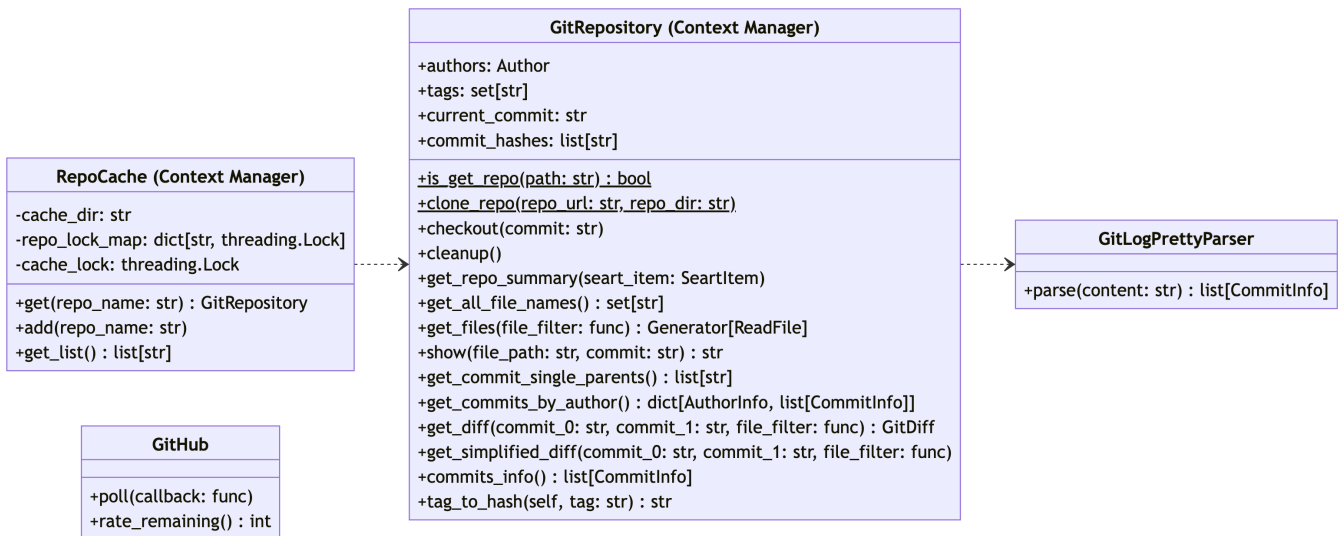 GitRepository (Context Manager)
+authors: Author
+tags: set[str]
+current_commit: str
+commit_hashes: list[str]
+is_get_repo(path: str) : bool
+clone_repo(repo_url: str, repo_dir: str)
+checkout(commit: str)
+cleanup()
+get_repo_summary(seart_item: SeartItem)
+get_all_file_names() : set[str]
+get_files(file_filter: func) : Generator[ReadFile]
+show(file_path: str, commit: str) : str
+get_commit_single_parents() : list[str]
+get_commits_by_author() : dict[AuthorInfo, list[CommitInfo]]
+get_diff(commit_0: str, commit_1: str, file_filter: func) : GitDiff
+get_simplified_diff(commit_0: str, commit_1: str, file_filter: func)
+commits_info() : list[CommitInfo]
+tag_to_hash(self, tag: str) : str
RepoCache (Context Manager)
-cache_dir: str
-repo_lock_map: dict[str, threading.Lock]
-cache_lock: threading.Lock
+get(repo_name: str) : GitRepository
+add(repo_name: str)
+get_list() : list[str]
GitLogPrettyParser
+parse(content: str) : list[CommitInfo]
GitHub
+poll(callback: func)
+rate_remaining() : int